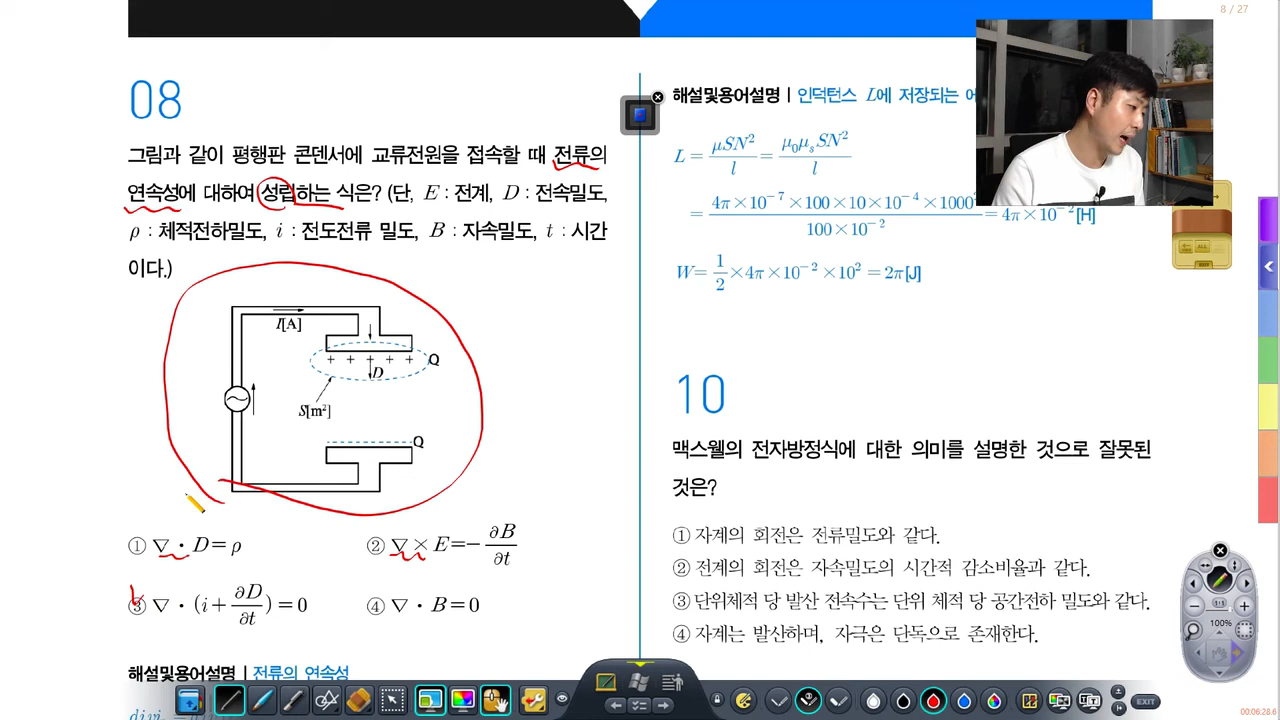 8 / 27
08
그림과 같이 평행판 콘덴서에 교류전원을 접속할 때 전류의
연속성에 대하여 성립하는 식은? (단, E : 전계, D : 전속밀도,
ρ : 체적전하밀도, i : 전도전류 밀도, B : 자속밀도, t : 시간
이다.)
I[A]
+ + + + + Q
D
S[m²]
Q
① ∇・D=ρ
② ∇×E=-∂B/∂t
③ ∇・(i+∂D/∂t)=0
④ ∇・B=0
해설및용어설명 | 전류의 연속성
해설및용어설명 | 인덕턴스 L에 저장되는 에
L = μSN²/l = μ₀μₛSN²/l
= 4π×10⁻⁷×100×10×10⁻⁴×1000²/100×10⁻² = 4π×10⁻²[H]
W= 1/2 ×4π×10⁻²×10² = 2π[J]
10
맥스웰의 전자방정식에 대한 의미를 설명한 것으로 잘못된
것은?
① 자계의 회전은 전류밀도와 같다.
② 전계의 회전은 자속밀도의 시간적 감소비율과 같다.
③ 단위체적 당 발산 전속수는 단위 체적 당 공간전하 밀도와 같다.
④ 자계는 발산하며, 자극은 단독으로 존재한다.
ALL
EXIT
1:1
100%
EXIT
00:06:28.6